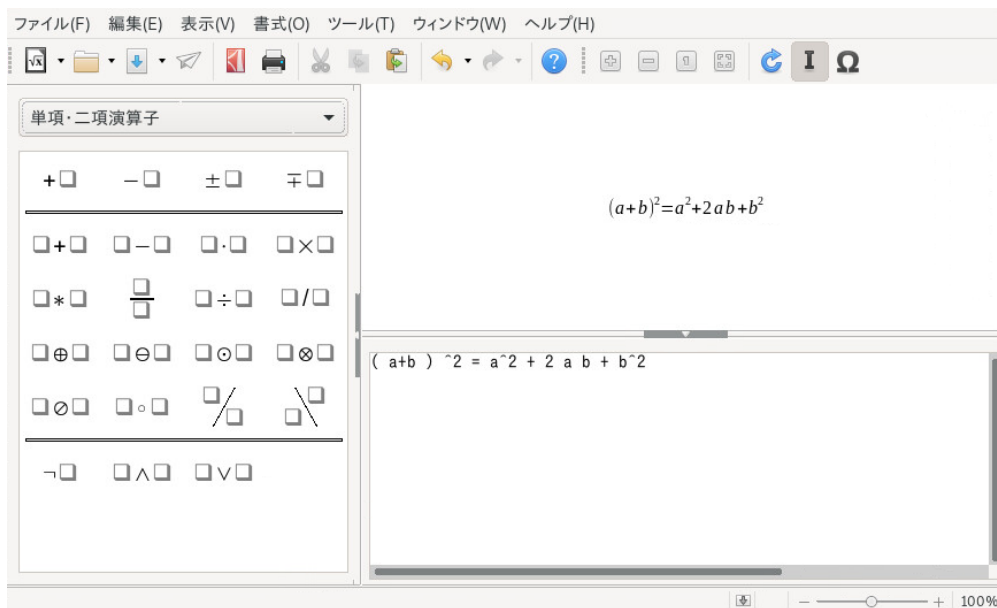 ファイル(F) 編集(E) 表示(V) 書式(O) ツール(T) ウィンドウ(W) ヘルプ(H)
単項·二項演算子
+❑ −❑ ±❑ ∓❑
❑+❑ ❑−❑ ❑·❑ ❑×❑
❑∗❑ ❑/❑ ❑÷❑ ❑/❑
❑⊕❑ ❑⊖❑ ❑⊙❑ ❑⊗❑
❑⊘❑ ❑∘❑ ❑/❑ ❑\❑
¬❑ ❑∧❑ ❑∨❑
(a+b)²=a²+2ab+b²
( a+b ) ^2 = a^2 + 2 a b + b^2
100%